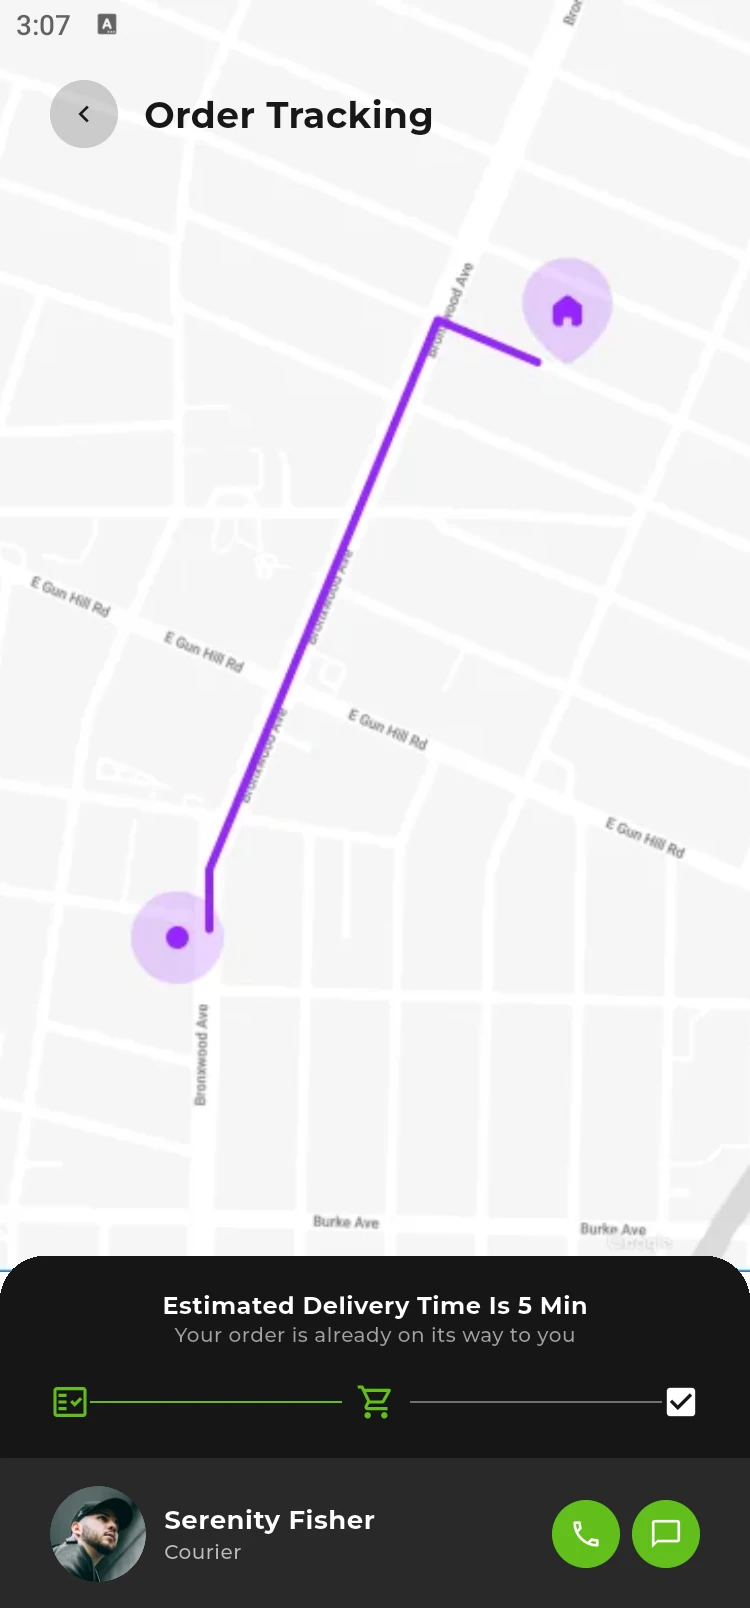 3:07
A
Bron
Order Tracking
Bronxwood Ave
E Gun Hill Rd
Bronxwood Ave
E Gun Hill Rd
E Gun Hill Rd
Bronxwood Ave
E Gun Hill Rd
Bronxwood Ave
Burke Ave
Burke Ave
Google
Estimated Delivery Time Is 5 Min
Your order is already on its way to you
Serenity Fisher
Courier